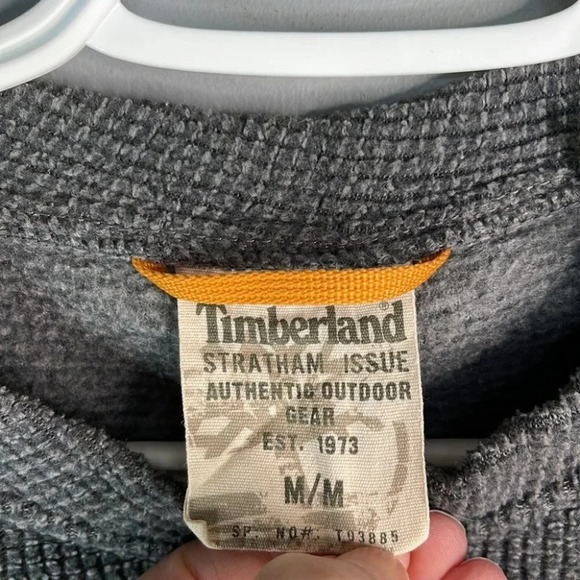 Timberland®
STRATHAM ISSUE
AUTHENTIC OUTDOOR
GEAR
EST. 1973
M/M
SP. NO#. T93885